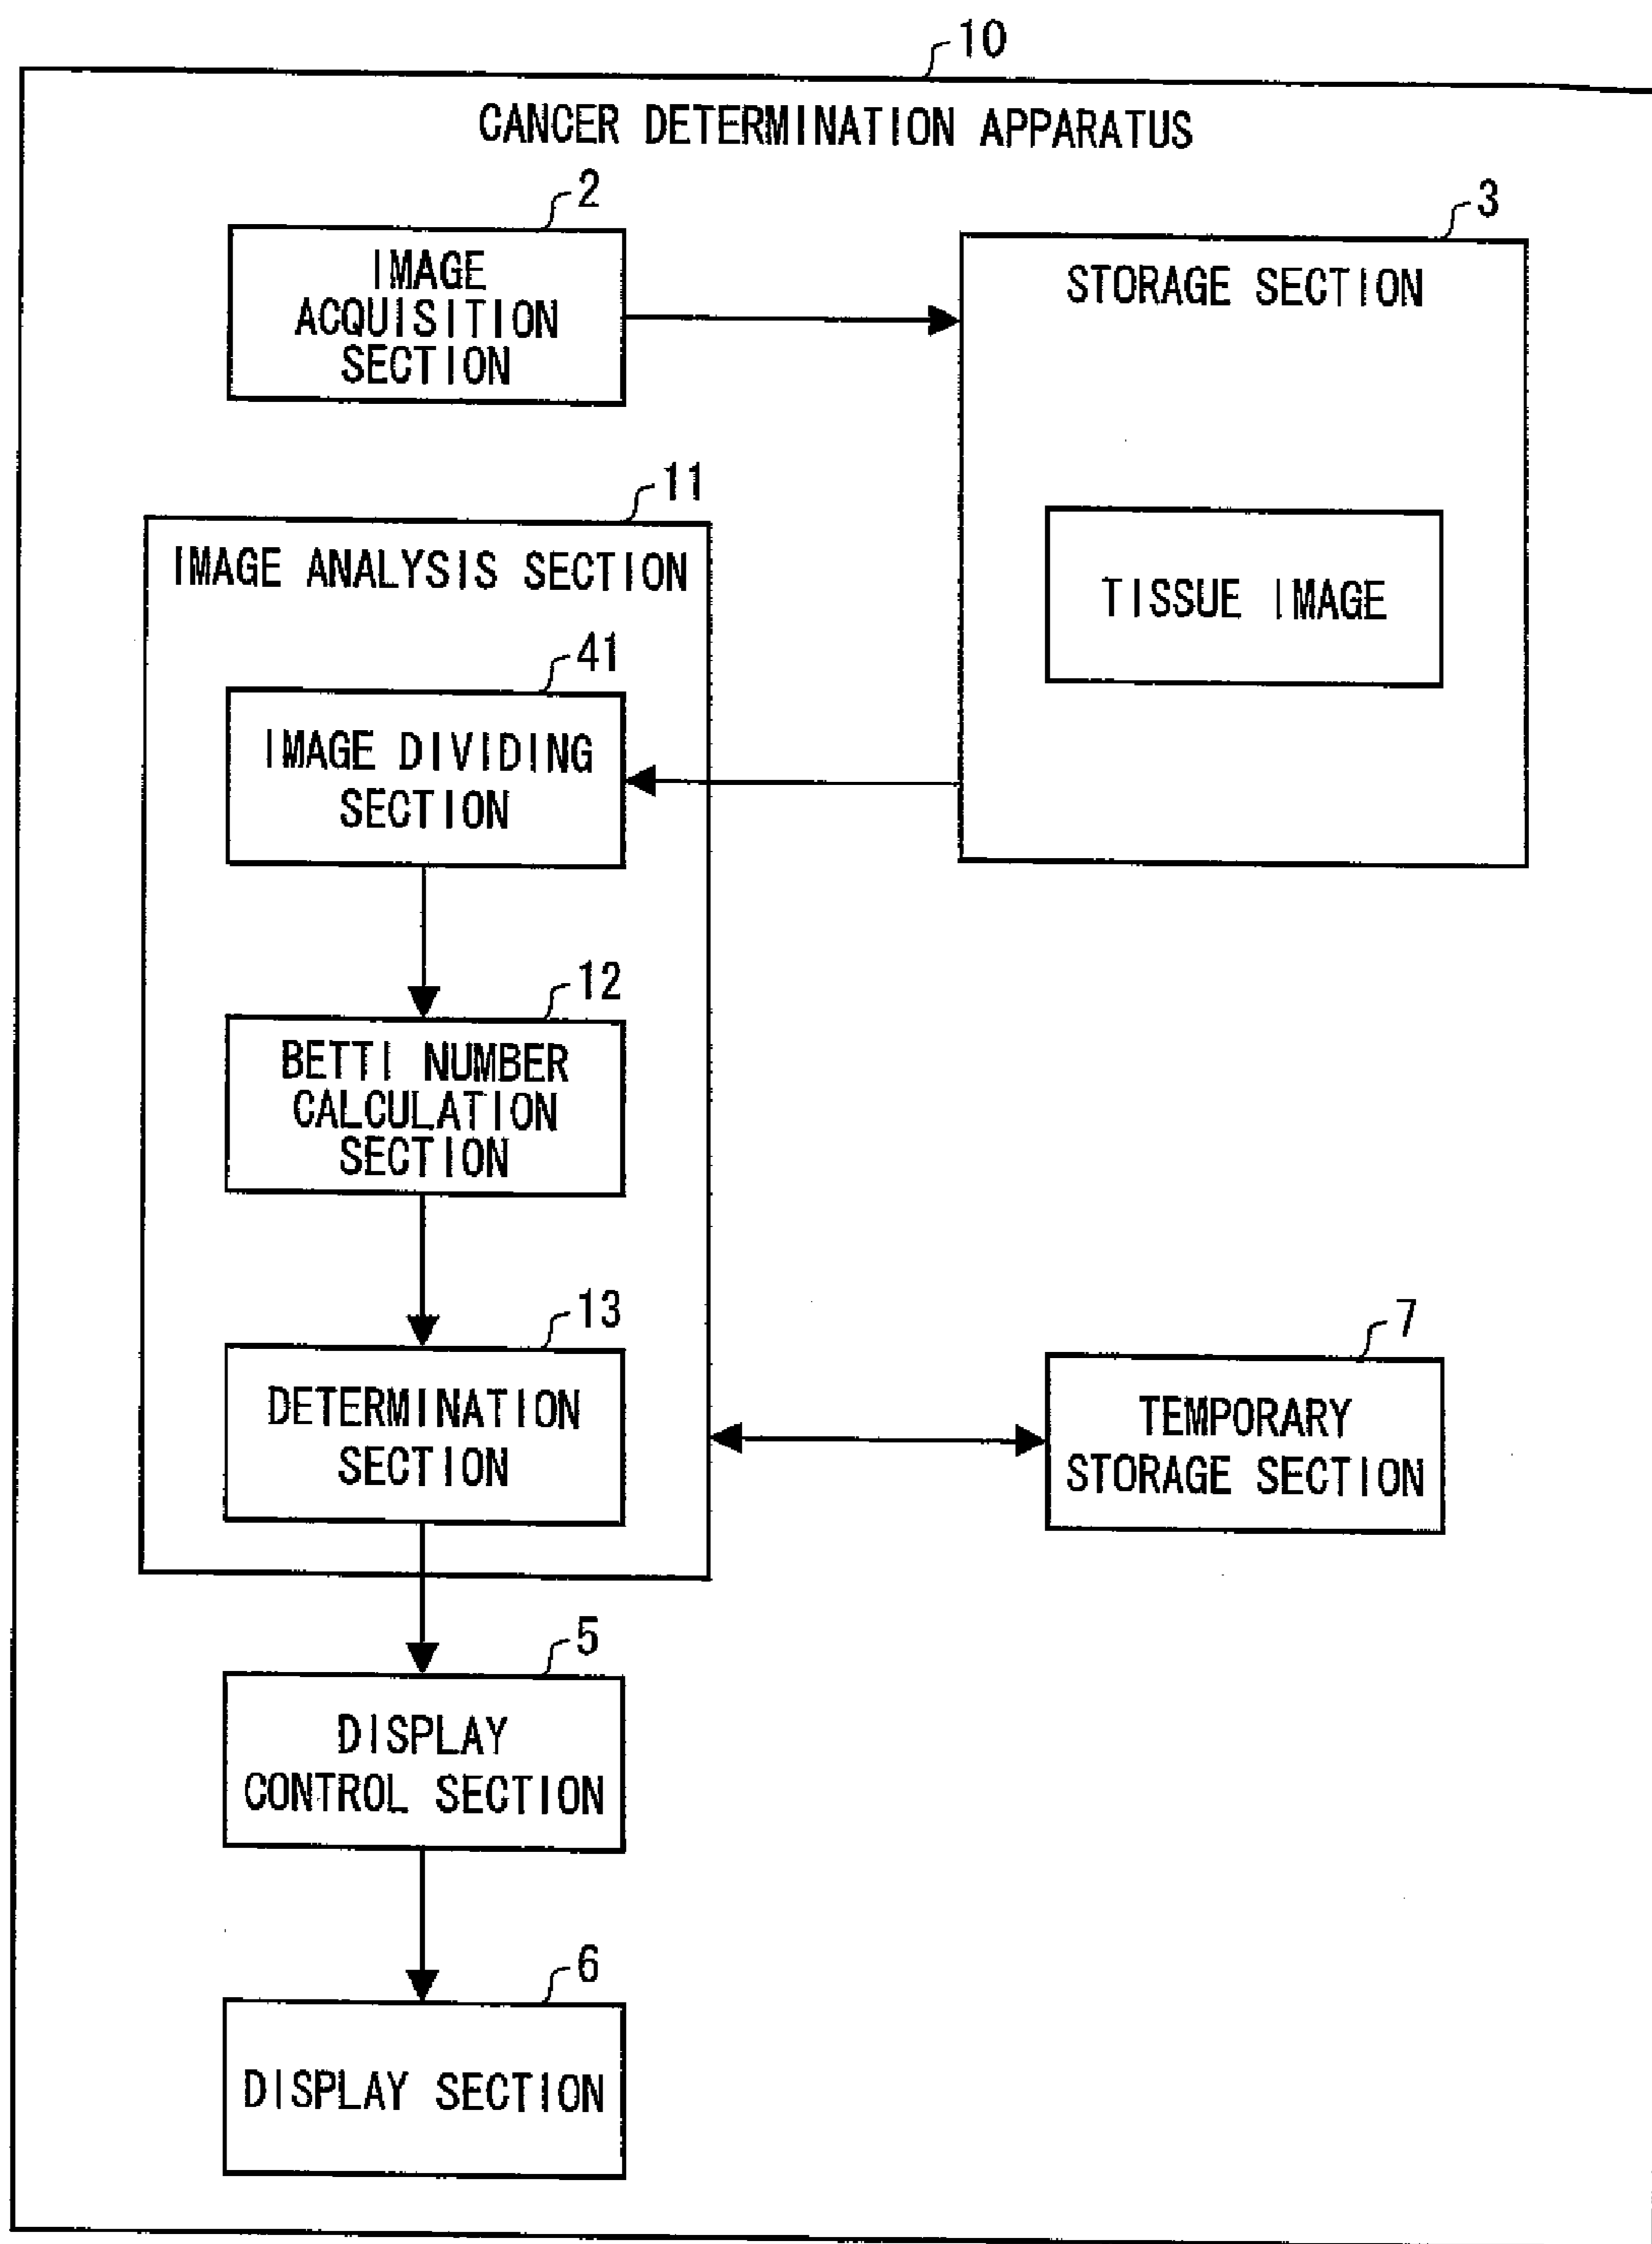 10
CANCER DETERMINATION APPARATUS
2
IMAGE
ACQUISITION
SECTION
3
STORAGE SECTION
TISSUE IMAGE
11
IMAGE ANALYSIS SECTION
41
IMAGE DIVIDING
SECTION
12
BETTI NUMBER
CALCULATION
SECTION
13
DETERMINATION
SECTION
7
TEMPORARY
STORAGE SECTION
5
DISPLAY
CONTROL SECTION
6
DISPLAY SECTION